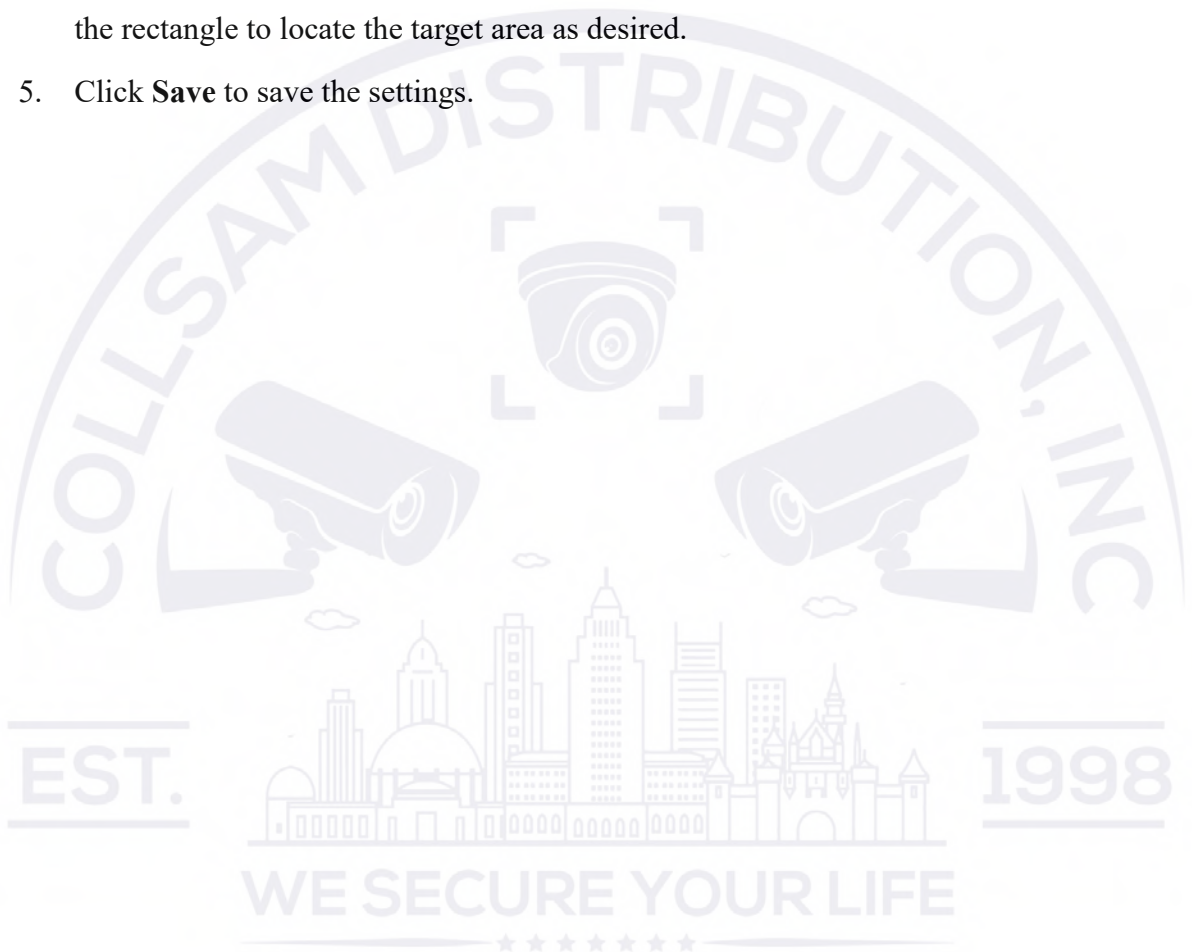 the rectangle to locate the target area as desired.
5. Click Save to save the settings.
COLLSAM DISTRIBUTION, INC
EST.
1998
WE SECURE YOUR LIFE